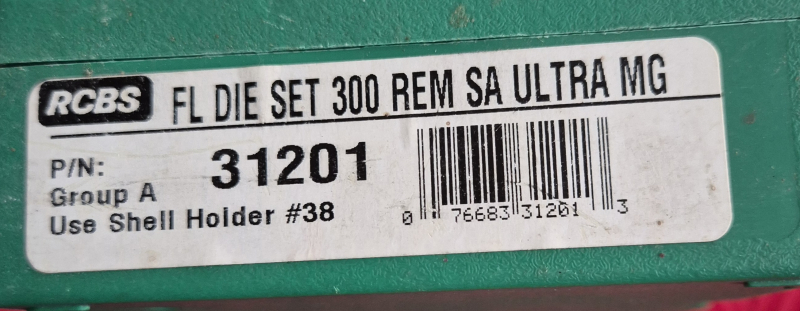 RCBS FL DIE SET 300 REM SA ULTRA MG
P/N: 31201
Group A
Use Shell Holder #38
0 76683 31201 3